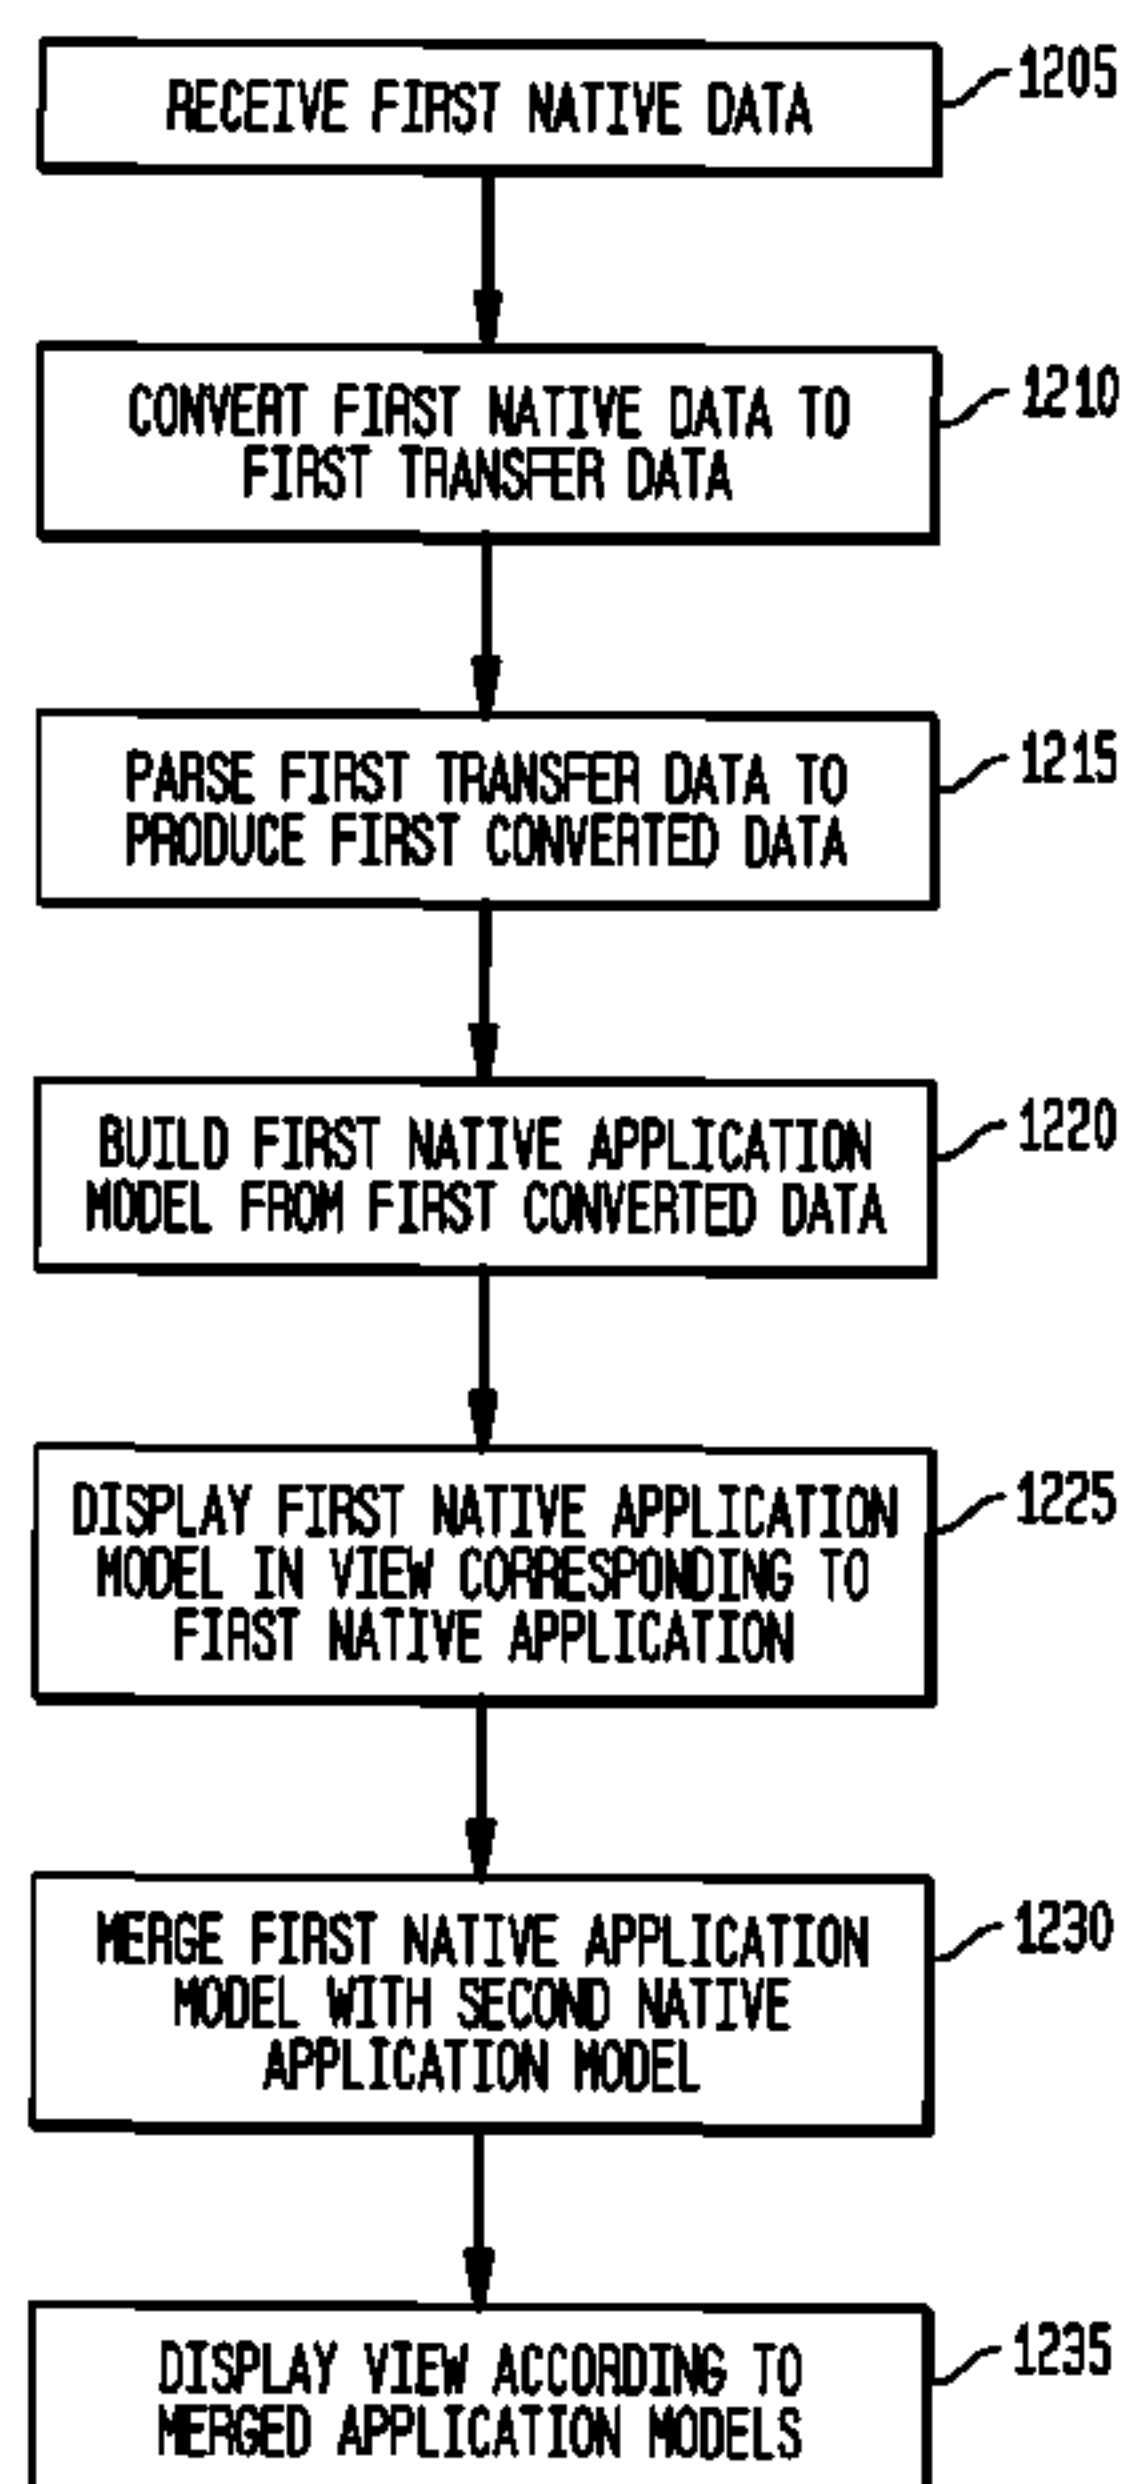 RECEIVE FIRST NATIVE DATA
1205
CONVERT FIRST NATIVE DATA TO
FIRST TRANSFER DATA
1210
PARSE FIRST TRANSFER DATA TO
PRODUCE FIRST CONVERTED DATA
1215
BUILD FIRST NATIVE APPLICATION
MODEL FROM FIRST CONVERTED DATA
1220
DISPLAY FIRST NATIVE APPLICATION
MODEL IN VIEW CORRESPONDING TO
FIRST NATIVE APPLICATION
1225
MERGE FIRST NATIVE APPLICATION
MODEL WITH SECOND NATIVE
APPLICATION MODEL
1230
DISPLAY VIEW ACCORDING TO
MERGED APPLICATION MODELS
1235